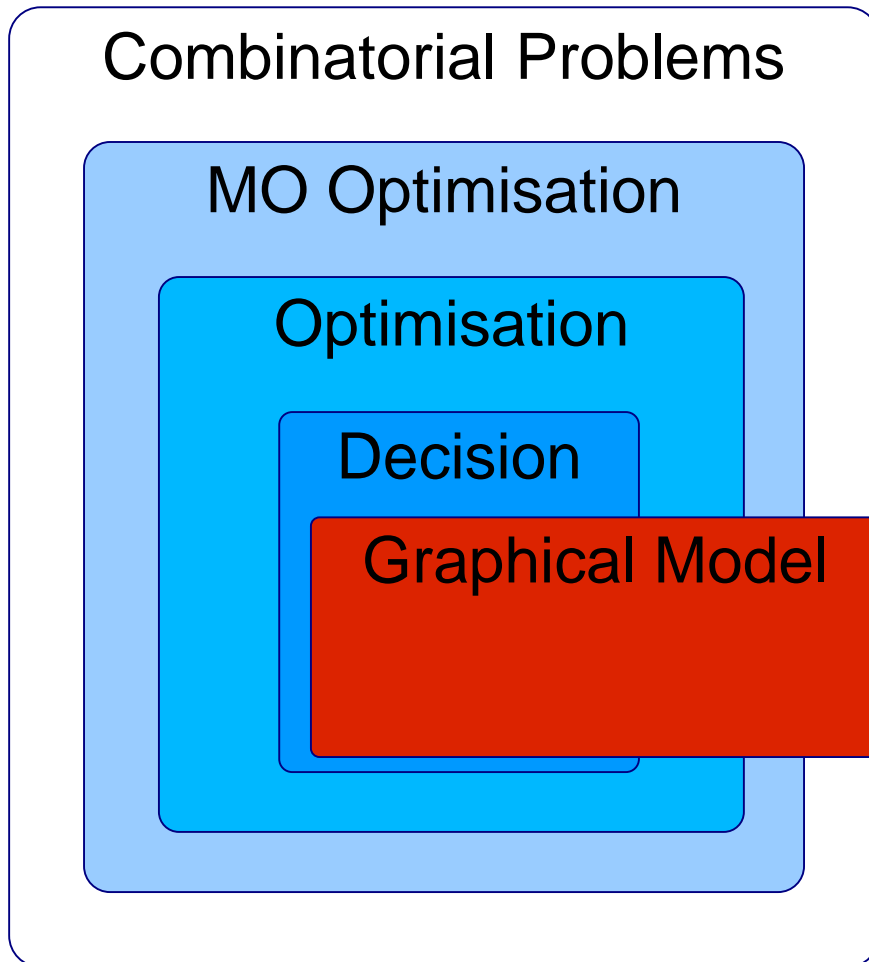 Combinatorial Problems
MO Optimisation
Optimisation
Decision
Graphical Model